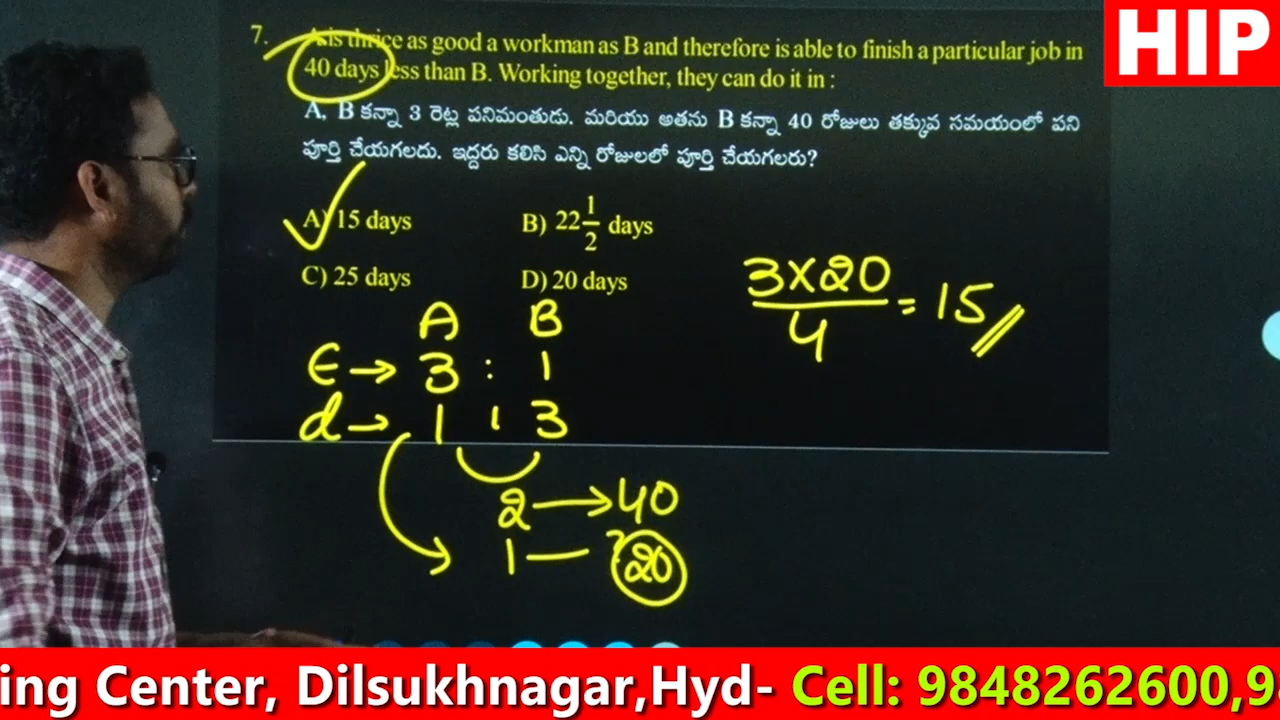 HIP
7. A is thrice as good a workman as B and therefore is able to finish a particular job in
40 days less than B. Working together, they can do it in :
A, B కన్నా 3 రెట్ల పనిమంతుడు. మరియు అతను B కన్నా 40 రోజులు తక్కువ సమయంలో పని
పూర్తి చేయగలదు. ఇద్దరు కలిసి ఎన్ని రోజులలో పూర్తి చేయగలరు?
A) 15 days B) 22 1/2 days
C) 25 days D) 20 days
3×20/4 = 15
A B
E → 3 : 1
d → 1 : 3
2 → 40
1 — ? 20
ing Center, Dilsukhnagar,Hyd- Cell: 9848262600,9